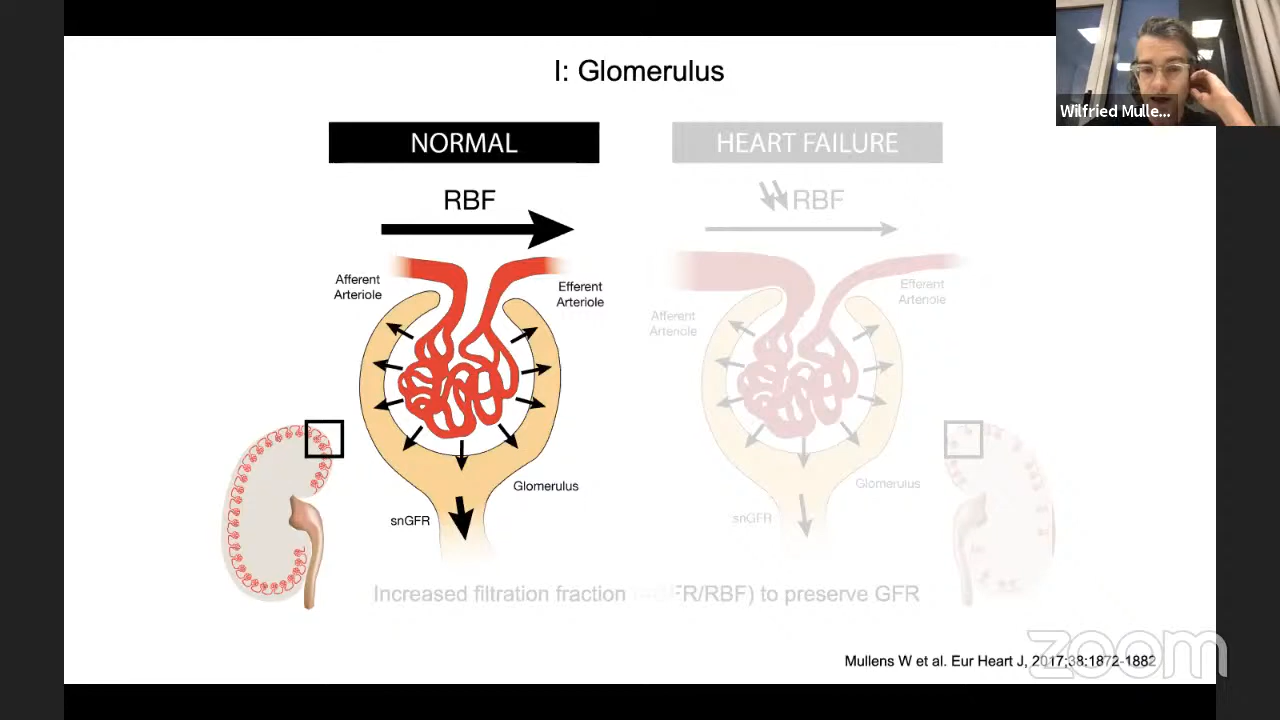 I: Glomerulus
Wilfried Mulle...
NORMAL
HEART FAILURE
RBF
RBF
Afferent
Arteriole
Efferent
Arteriole
Afferent
Arteriole
Efferent
Arteriole
Glomerulus
snGFR
Glomerulus
snGFR
Increased filtration fraction (=GFR/RBF) to preserve GFR
Mullens W et al. Eur Heart J, 2017;38:1872-1882
zoom